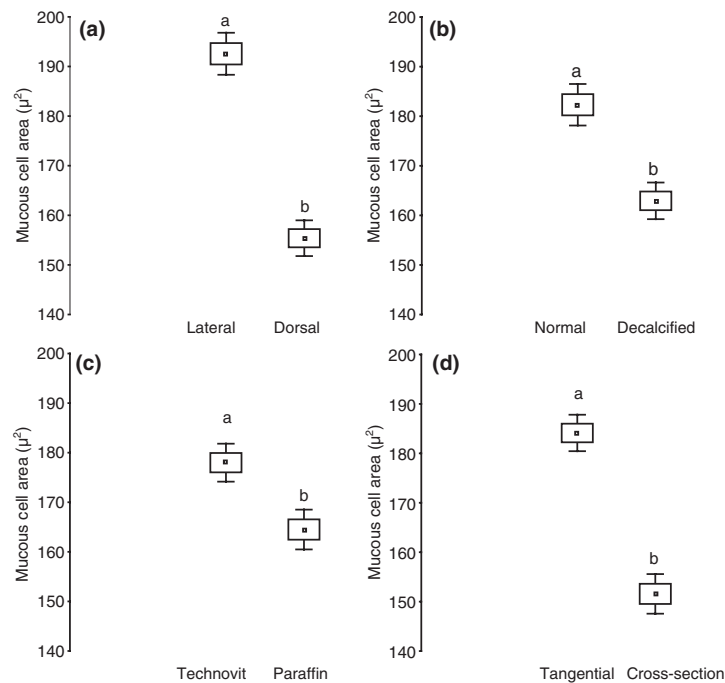 (a)
Mucous cell area (μ²)
200
190
180
170
160
150
140
a
b
Lateral Dorsal
(b)
Mucous cell area (μ²)
200
190
180
170
160
150
140
a
b
Normal Decalcified
(c)
Mucous cell area (μ²)
200
190
180
170
160
150
140
a
b
Technovit Paraffin
(d)
Mucous cell area (μ²)
200
190
180
170
160
150
140
a
b
Tangential Cross-section